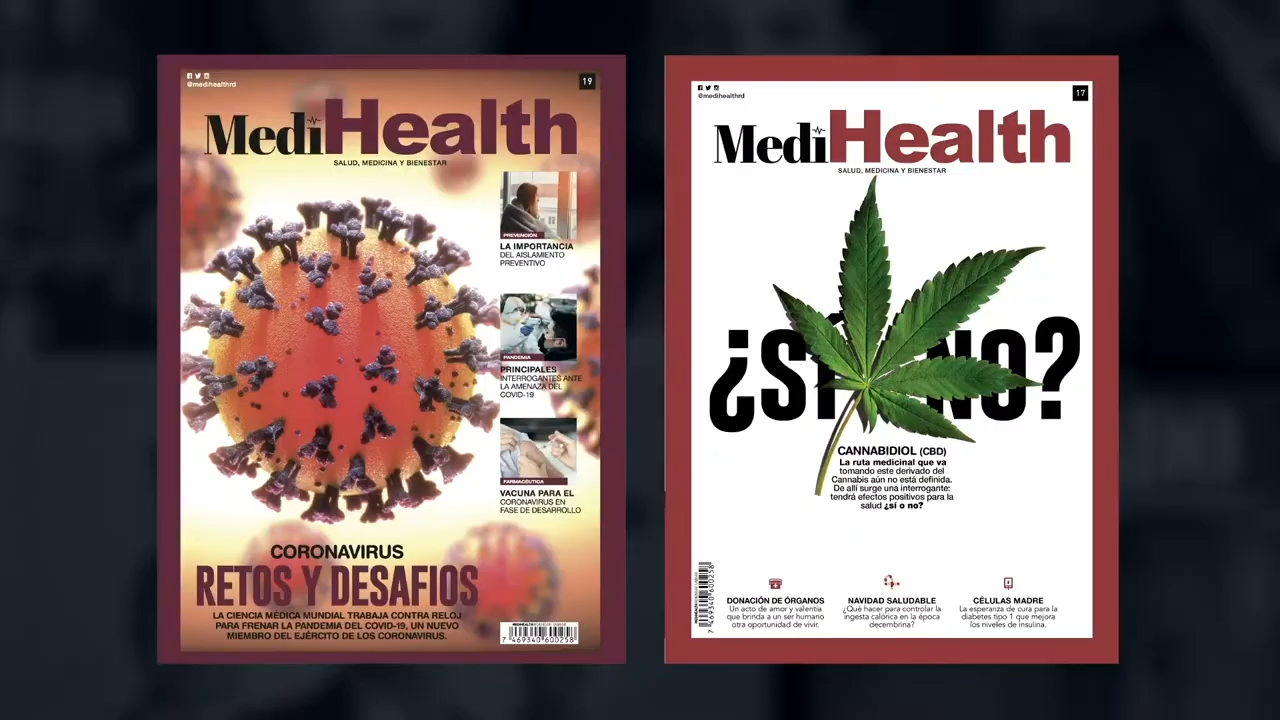 @medihealthrd
19
MediHealth
SALUD, MEDICINA Y BIENESTAR
PREVENCIÓN
LA IMPORTANCIA
DEL AISLAMIENTO
PREVENTIVO
PANDEMIA
PRINCIPALES
INTERROGANTES ANTE
LA AMENAZA DEL
COVID-19
FARMACÉUTICA
VACUNA PARA EL
CORONAVIRUS EN
FASE DE DESARROLLO
CORONAVIRUS
RETOS Y DESAFIOS
LA CIENCIA MÉDICA MUNDIAL TRABAJA CONTRA RELOJ
PARA FRENAR LA PANDEMIA DEL COVID-19, UN NUEVO
MIEMBRO DEL EJÉRCITO DE LOS CORONAVIRUS.
7 469340 600258
@medihealthrd
17
MediHealth
SALUD, MEDICINA Y BIENESTAR
¿SÍ NO?
CANNABIDIOL (CBD)
La ruta medicinal que va
tomando este derivado del
Cannabis aún no está definida.
De allí surge una interrogante:
tendrá efectos positivos para la
salud ¿sí o no?
7 469340 600258
DONACIÓN DE ÓRGANOS
Un acto de amor y valentía
que brinda a un ser humano
otra oportunidad de vivir.
NAVIDAD SALUDABLE
¿Qué hacer para controlar la
ingesta calórica en la época
decembrina?
CÉLULAS MADRE
La esperanza de cura para la
diabetes tipo 1 que mejora
los niveles de insulina.